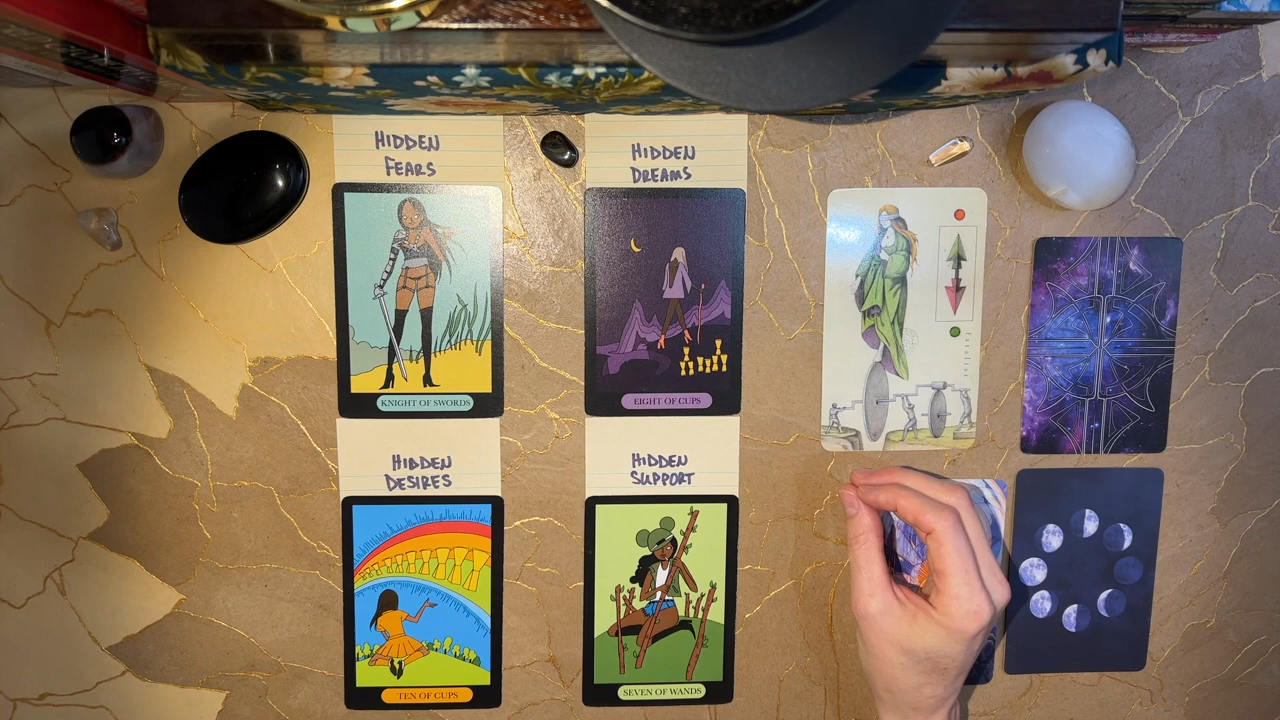 HIDDEN
FEARS
KNIGHT OF SWORDS
HIDDEN
DREAMS
EIGHT OF CUPS
HIDDEN
DESIRES
TEN OF CUPS
HIDDEN
SUPPORT
SEVEN OF WANDS